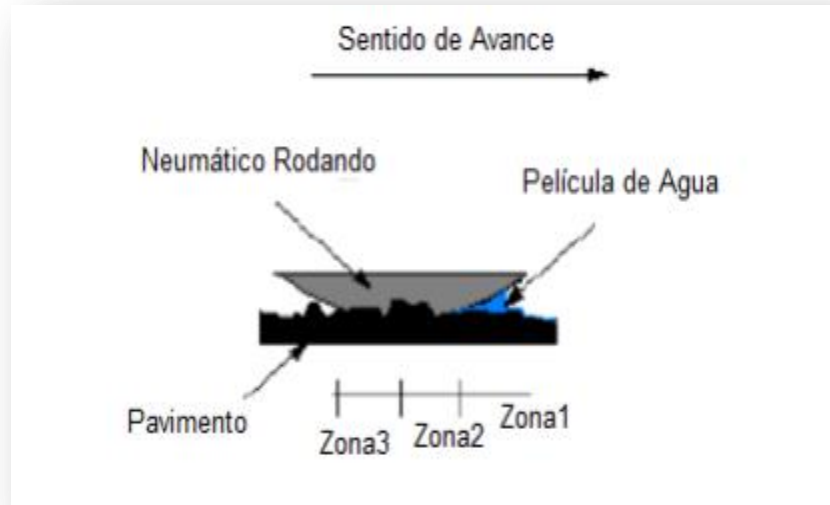 Sentido de Avance
Neumático Rodando
Película de Agua
Pavimento
Zona3
Zona2
Zona1